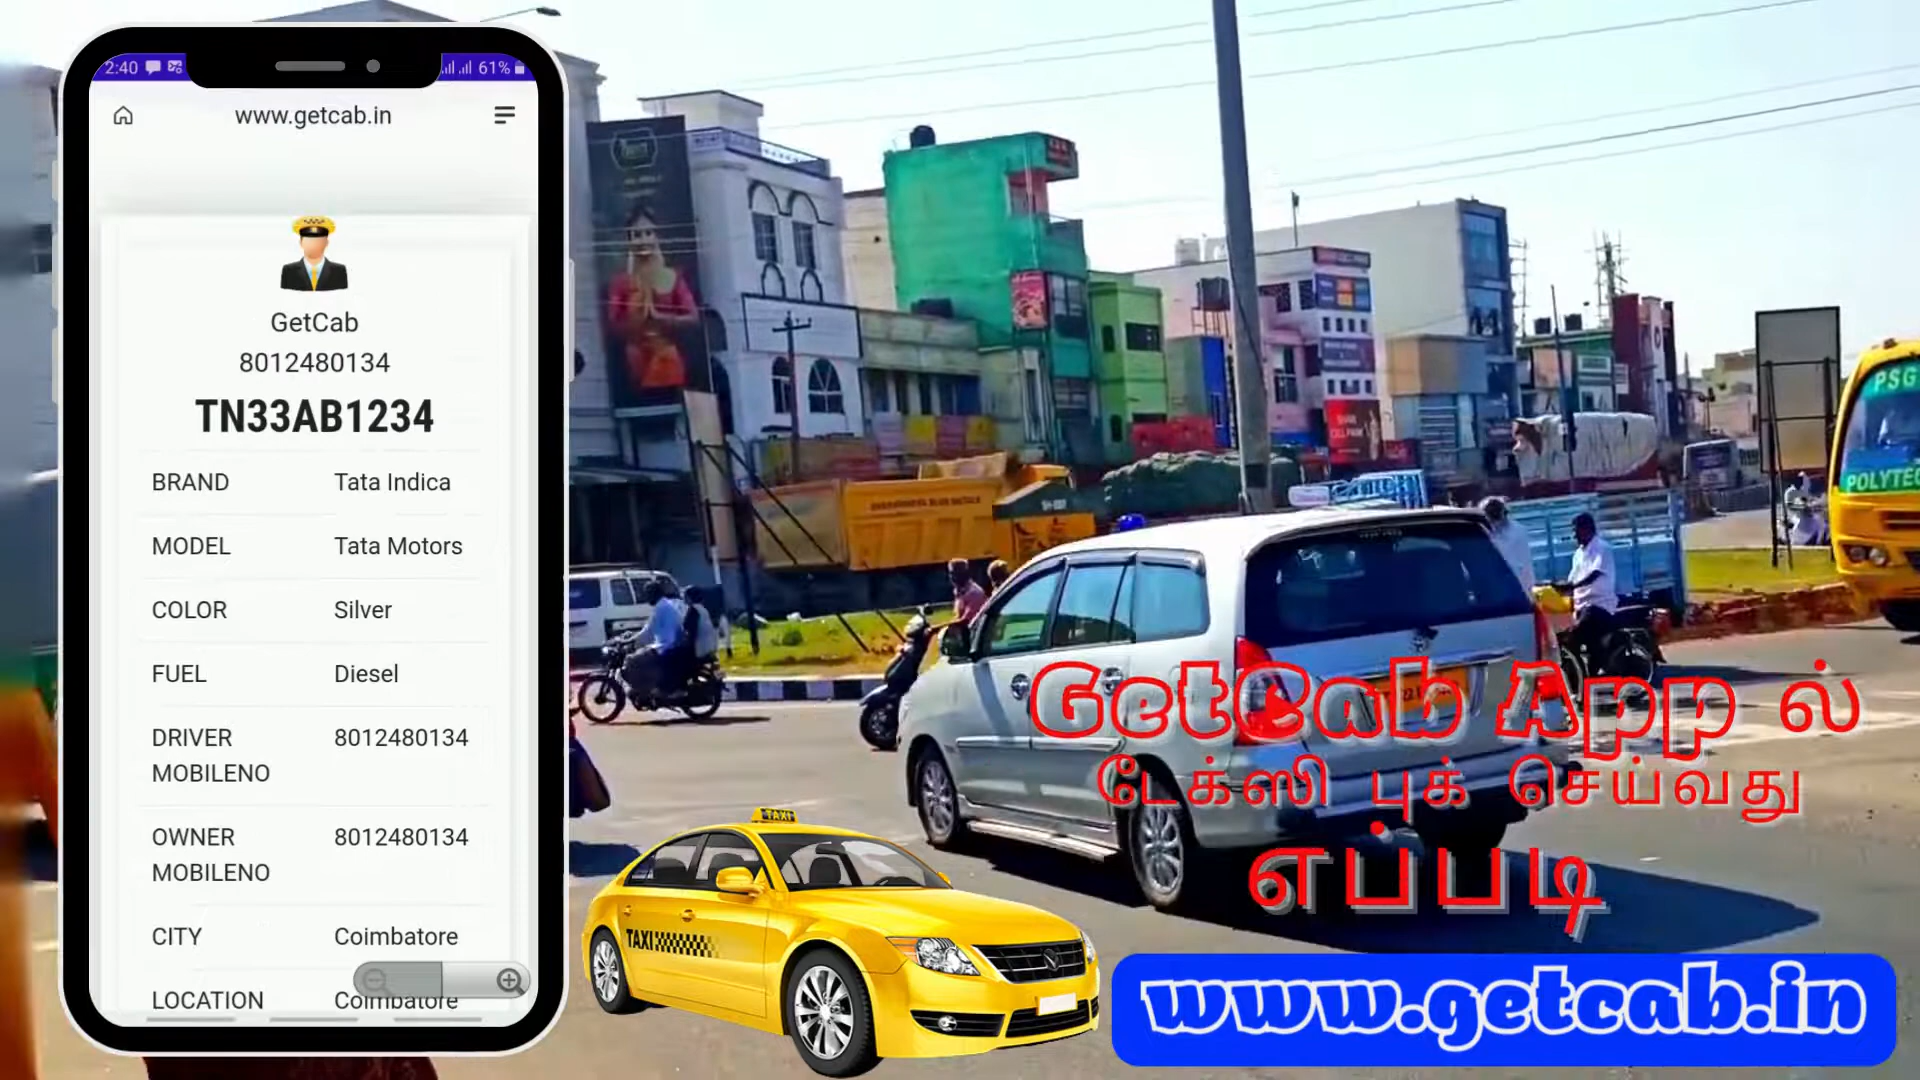 2:40
61%
www.getcab.in
GetCab
8012480134
TN33AB1234
BRAND Tata Indica
MODEL Tata Motors
COLOR Silver
FUEL Diesel
DRIVER MOBILENO 8012480134
OWNER MOBILENO 8012480134
CITY Coimbatore
LOCATION Coimbatore
GetCab App ல்
டேக்ஸி புக் செய்வது
எப்படி
www.getcab.in
TAXI
TAXI
PSG
POLYTEC